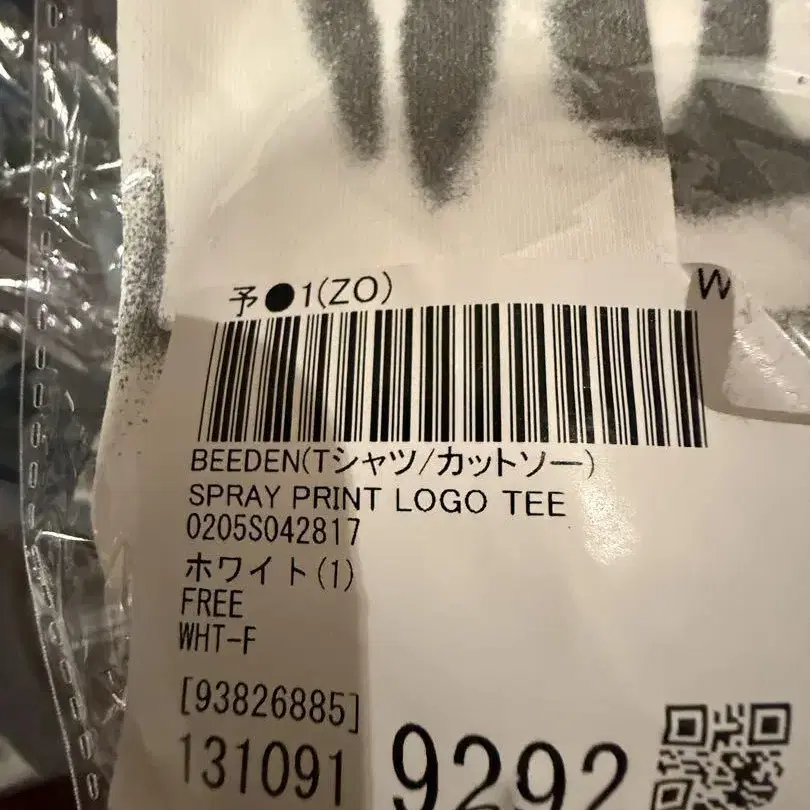 予●1(ZO)
W
BEEDEN(Tシャツ/カットソー)
SPRAY PRINT LOGO TEE
0205S042817
ホワイト(1)
FREE
WHT-F
[93826885]
131091 9292